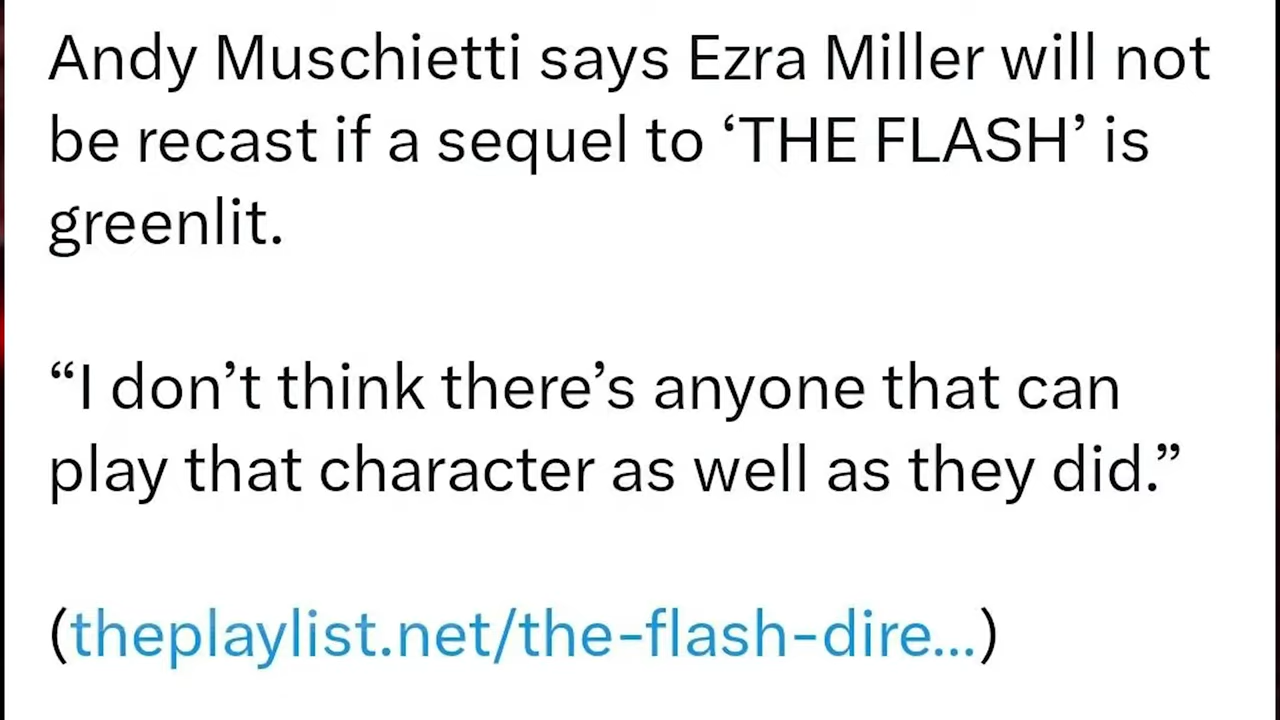 Andy Muschietti says Ezra Miller will not
be recast if a sequel to ‘THE FLASH’ is
greenlit.
“I don’t think there’s anyone that can
play that character as well as they did.”
(theplaylist.net/the-flash-dire...)